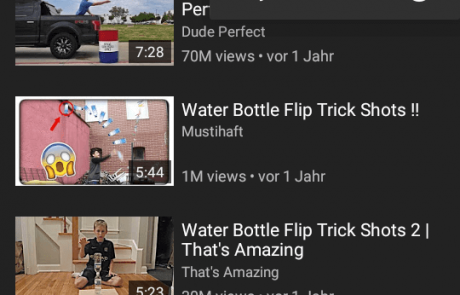 Dude Perfect
7:28
70M views • vor 1 Jahr
Water Bottle Flip Trick Shots !!
Mustihaft
5:44
1M views • vor 1 Jahr
Water Bottle Flip Trick Shots 2 |
That's Amazing
That's Amazing
5:23
views • vor 1 Jahr